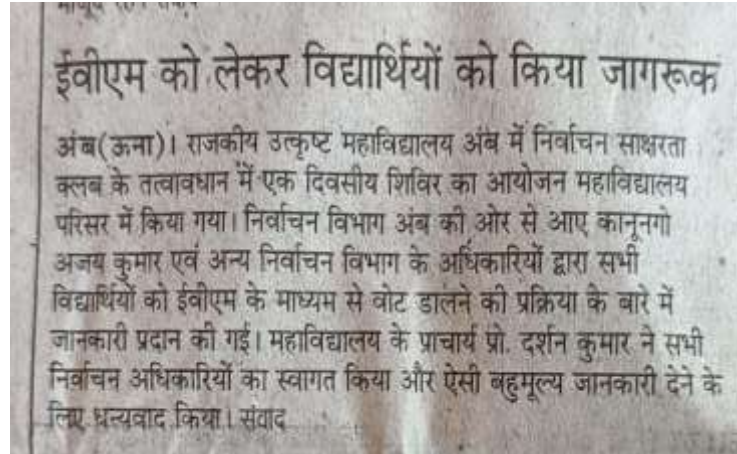 ईवीएम को लेकर विद्यार्थियों को किया जागरूक
अंब(ऊना)। राजकीय उत्कृष्ट महाविद्यालय अंब में निर्वाचन साक्षरता
क्लब के तत्वावधान में एक दिवसीय शिविर का आयोजन महाविद्यालय
परिसर में किया गया। निर्वाचन विभाग अंब की ओर से आए कानूनगो
अजय कुमार एवं अन्य निर्वाचन विभाग के अधिकारियों द्वारा सभी
विद्यार्थियों को ईवीएम के माध्यम से वोट डालने की प्रक्रिया के बारे में
जानकारी प्रदान की गई। महाविद्यालय के प्राचार्य प्रो. दर्शन कुमार ने सभी
निर्वाचन अधिकारियों का स्वागत किया और ऐसी बहुमूल्य जानकारी देने के
लिए धन्यवाद किया। संवाद